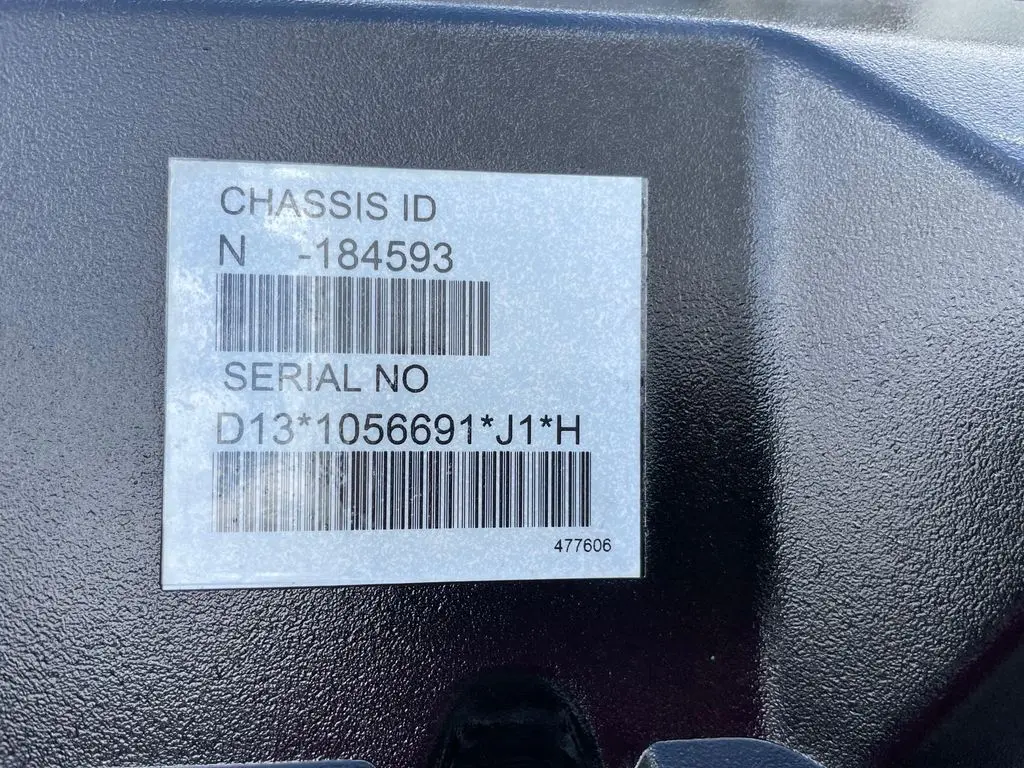 CHASSIS ID
N -184593
SERIAL NO
D13*1056691*J1*H
477606